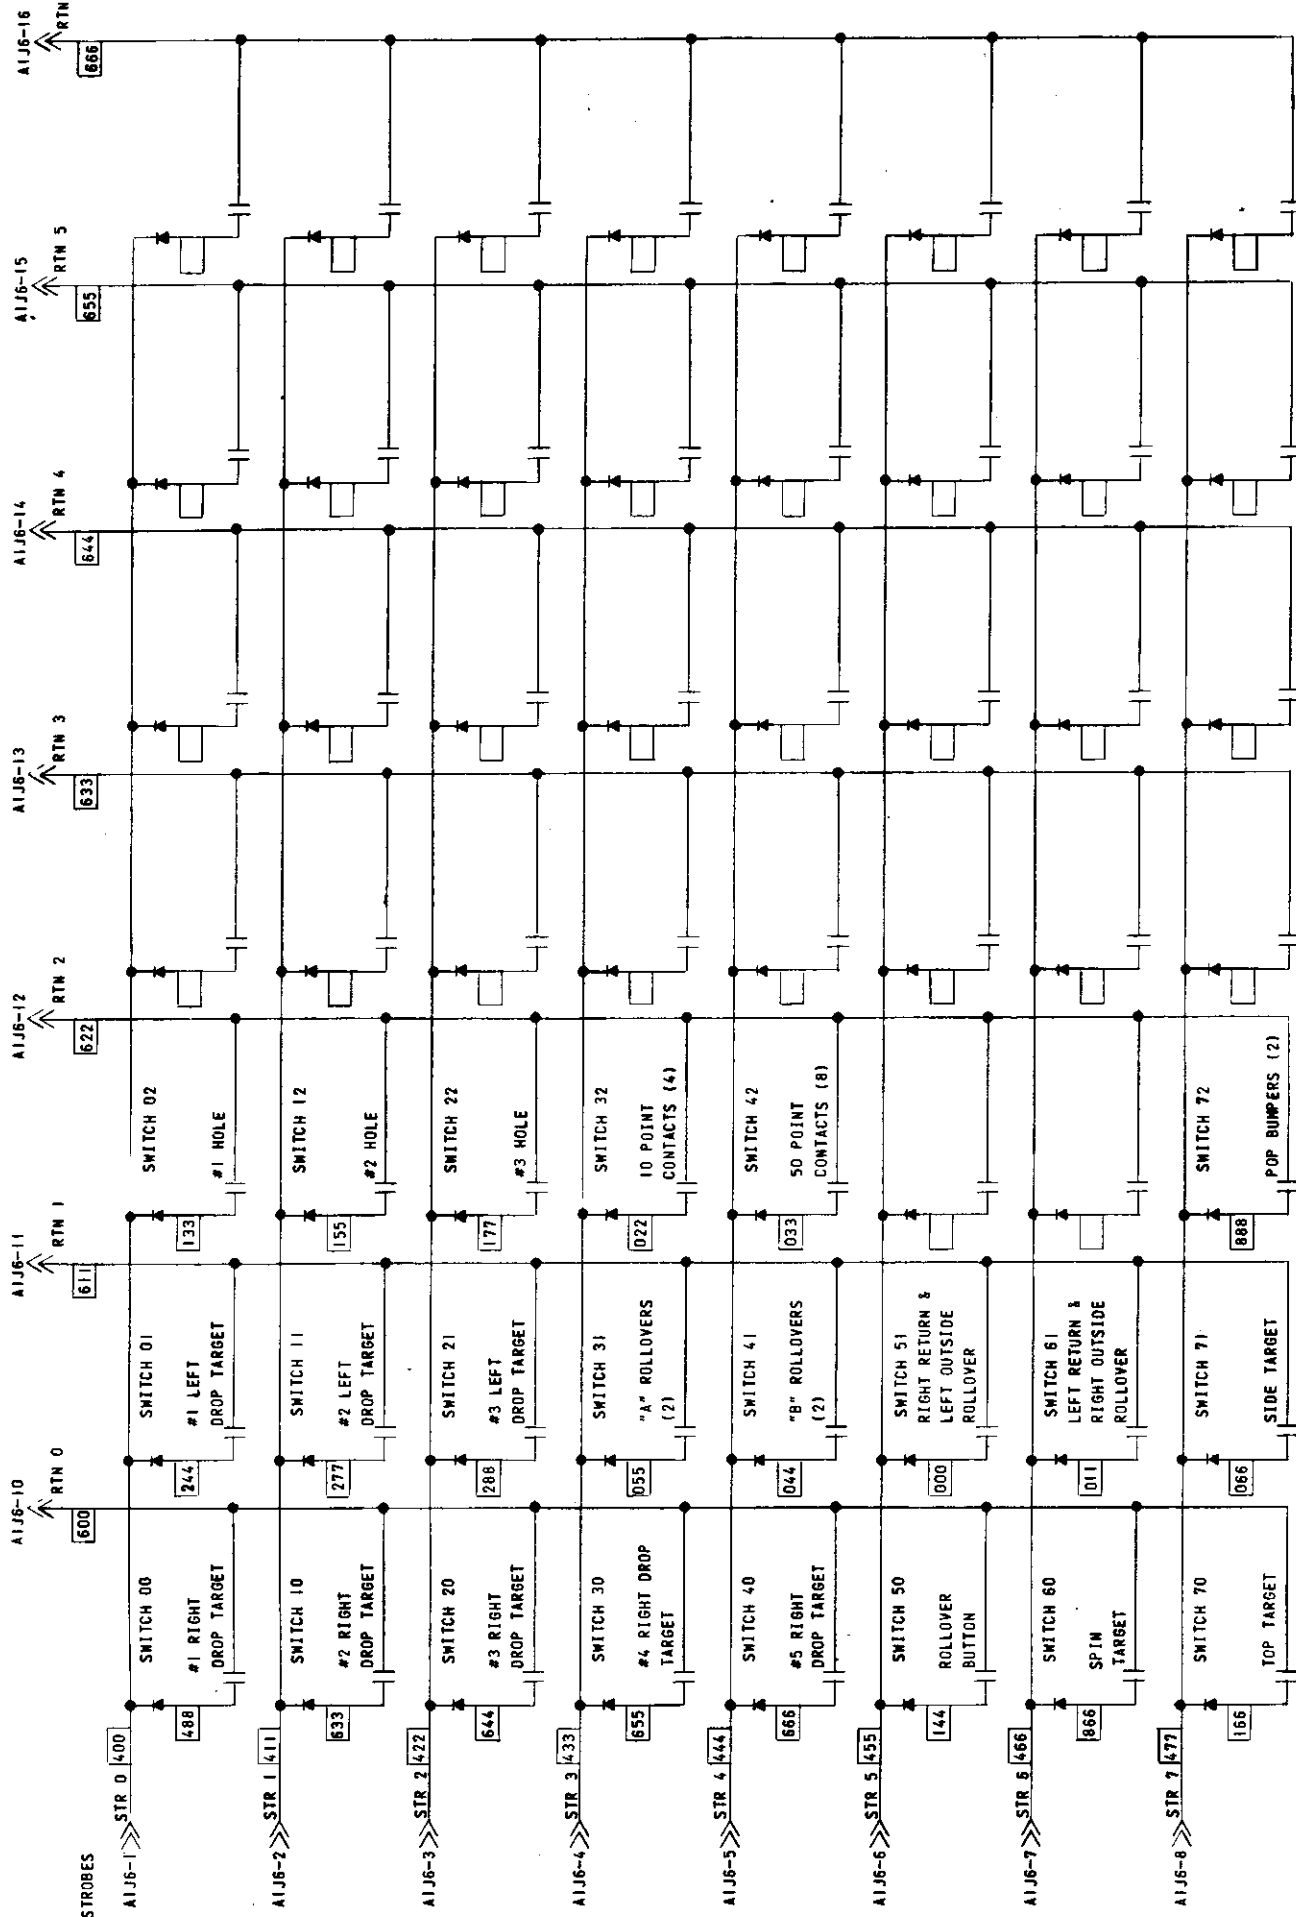 A1J6-10
A1J6-11
A1J6-12
A1J6-13
A1J6-14
A1J6-15
A1J6-16
RTN 0
RTN 1
RTN 2
RTN 3
RTN 4
RTN 5
RTN
600
611
622
633
644
655
666
STROBES
A1J6-1
STR 0
400
SWITCH 00
#1 RIGHT
DROP TARGET
488
SWITCH 01
#1 LEFT
DROP TARGET
244
SWITCH 02
#1 HOLE
133
A1J6-2
STR 1
411
SWITCH 10
#2 RIGHT
DROP TARGET
633
SWITCH 11
#2 LEFT
DROP TARGET
277
SWITCH 12
#2 HOLE
155
A1J6-3
STR 2
422
SWITCH 20
#3 RIGHT
DROP TARGET
644
SWITCH 21
#3 LEFT
DROP TARGET
288
SWITCH 22
#3 HOLE
177
A1J6-4
STR 3
433
SWITCH 30
#4 RIGHT DROP
TARGET
655
SWITCH 31
"A" ROLLOVERS
(2)
055
SWITCH 32
10 POINT
CONTACTS (4)
022
A1J6-5
STR 4
444
SWITCH 40
#5 RIGHT
DROP TARGET
666
SWITCH 41
"B" ROLLOVERS
(2)
044
SWITCH 42
50 POINT
CONTACTS (8)
033
A1J6-6
STR 5
455
SWITCH 50
ROLLOVER
BUTTON
144
SWITCH 51
RIGHT RETURN &
LEFT OUTSIDE
ROLLOVER
000
A1J6-7
STR 6
466
SWITCH 60
SPIN
TARGET
866
SWITCH 61
LEFT RETURN &
RIGHT OUTSIDE
ROLLOVER
011
A1J6-8
STR 7
477
SWITCH 70
TOP TARGET
166
SWITCH 71
SIDE TARGET
066
SWITCH 72
POP BUMPERS (2)
888